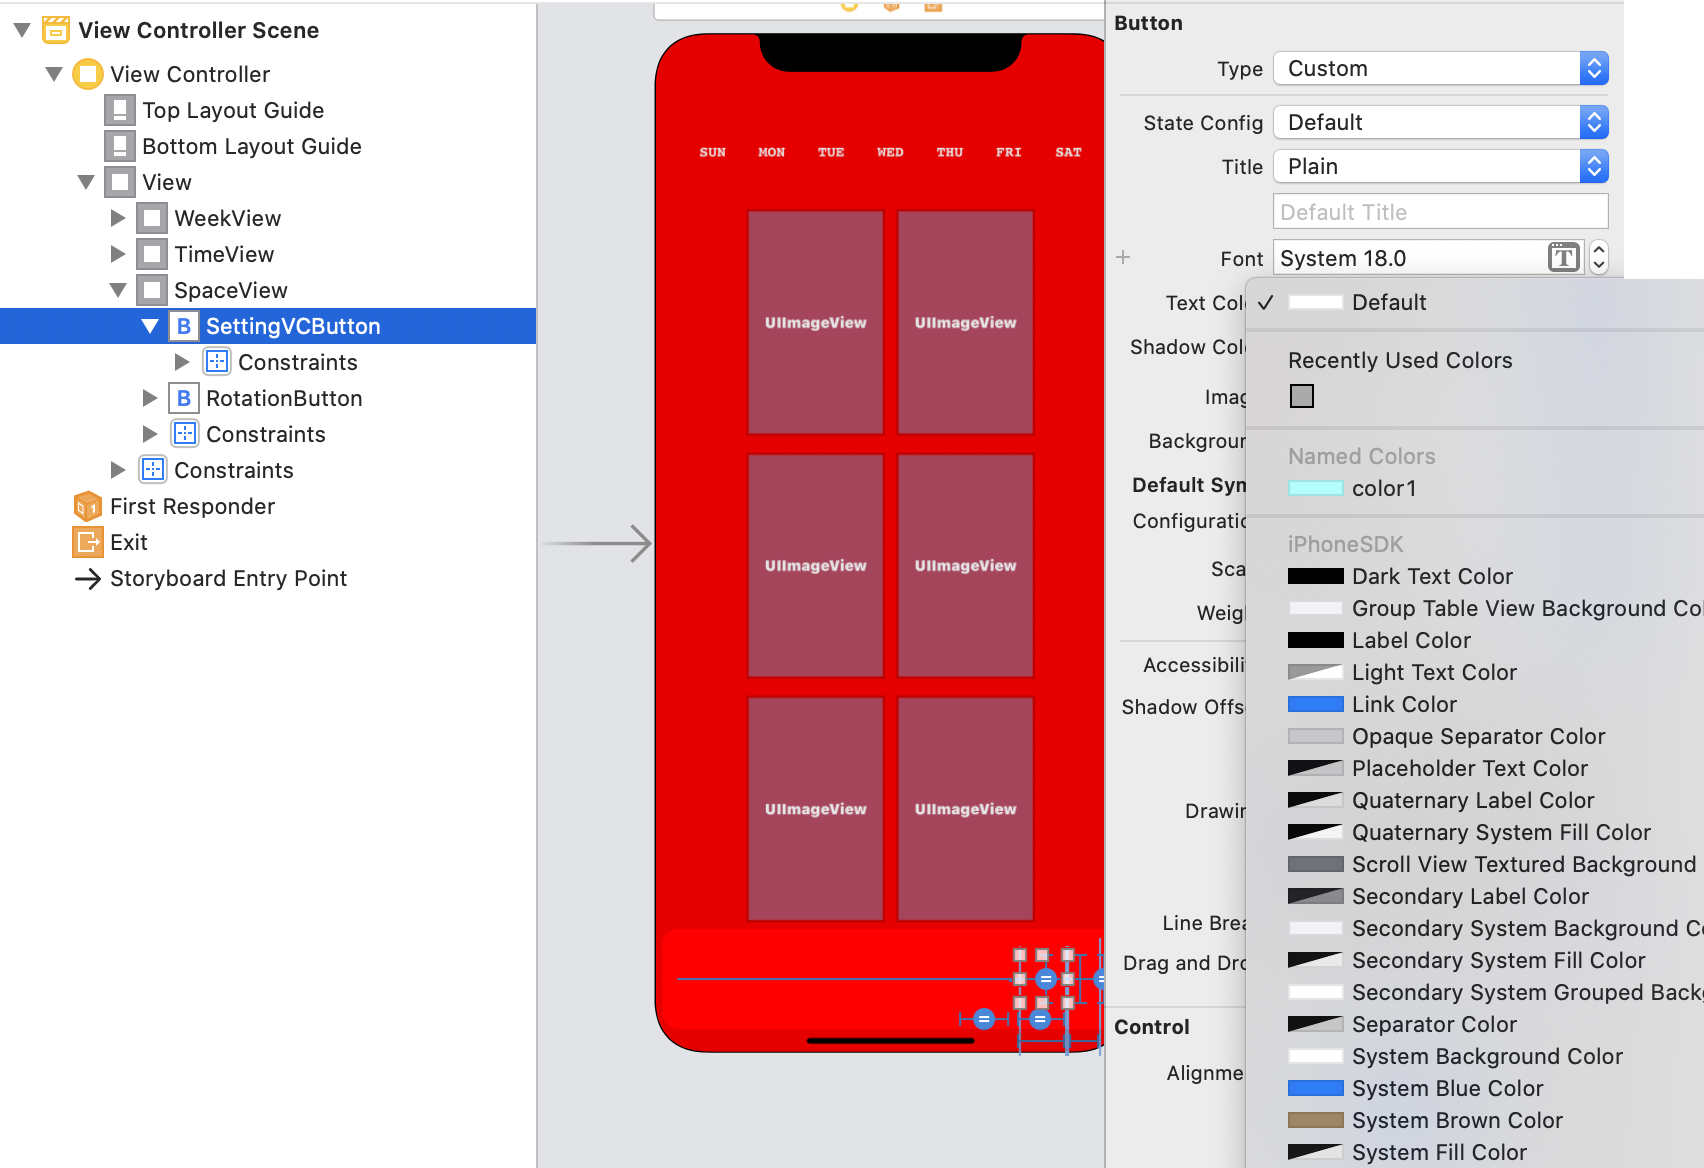 View Controller Scene
View Controller
Top Layout Guide
Bottom Layout Guide
View
WeekView
TimeView
SpaceView
B SettingVCButton
Constraints
B RotationButton
Constraints
Constraints
First Responder
Exit
Storyboard Entry Point
SUN MON TUE WED THU FRI SAT
UIImageView UIImageView
UIImageView UIImageView
UIImageView UIImageView
Button
Type Custom
State Config Default
Title Plain
Default Title
+ Font System 18.0 T
Text Col
Shadow Col
Imag
Backgroun
Default Sym
Configuratio
Sca
Weig
Accessibili
Shadow Offs
Drawin
Line Brea
Drag and Dro
Control
Alignme
✓ Default
Recently Used Colors
Named Colors
color1
iPhoneSDK
Dark Text Color
Group Table View Background Co
Label Color
Light Text Color
Link Color
Opaque Separator Color
Placeholder Text Color
Quaternary Label Color
Quaternary System Fill Color
Scroll View Textured Background
Secondary Label Color
Secondary System Background C
Secondary System Fill Color
Secondary System Grouped Back
Separator Color
System Background Color
System Blue Color
System Brown Color
System Fill Color